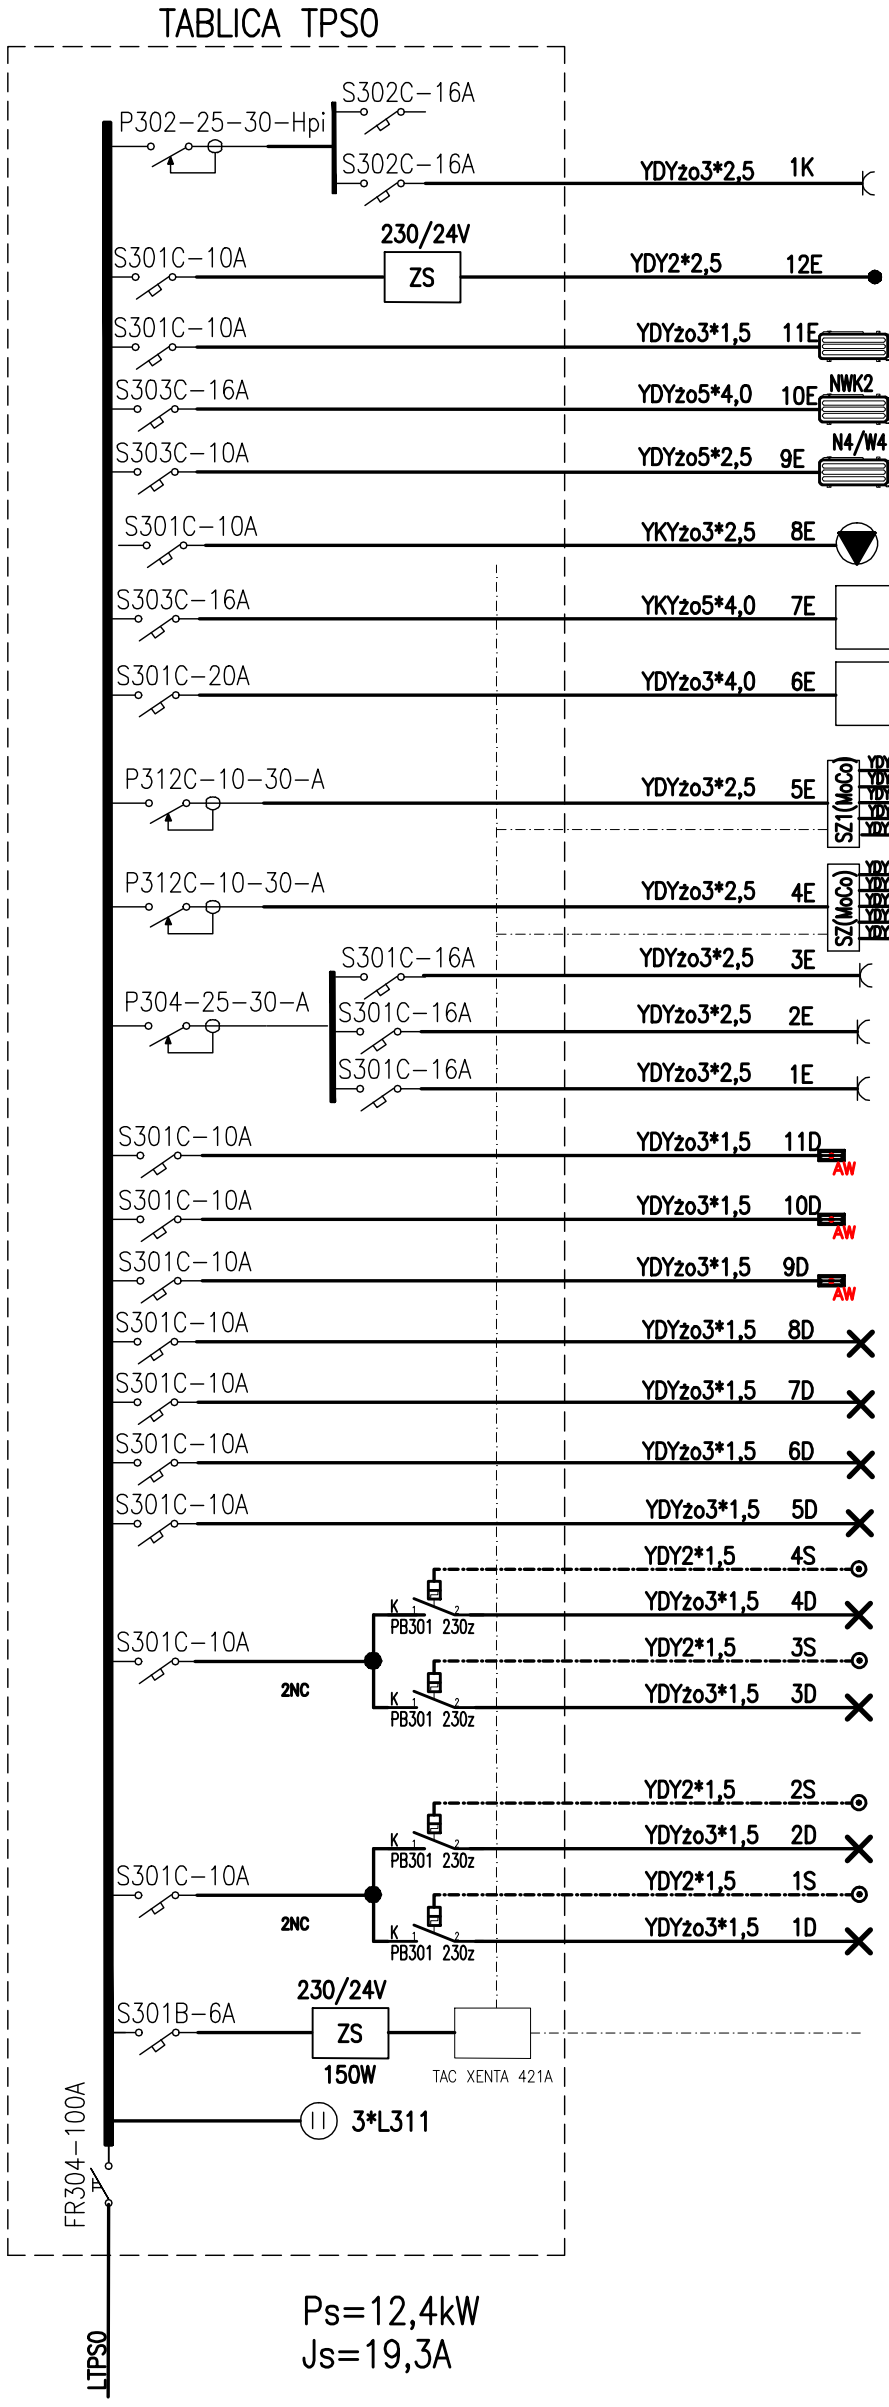 TABLICA TPS0
S302C-16A
P302-25-30-Hpi
S302C-16A
YDYżo3*2,5 1K
230/24V
S301C-10A
ZS
YDY2*2,5 12E
S301C-10A
YDYżo3*1,5 11E
S303C-16A
YDYżo5*4,0 10E
NWK2
S303C-10A
YDYżo5*2,5 9E
N4/W4
S301C-10A
YKYżo3*2,5 8E
S303C-16A
YKYżo5*4,0 7E
S301C-20A
YDYżo3*4,0 6E
P312C-10-30-A
YDYżo3*2,5 5E
SZ1(MoCo)
P312C-10-30-A
YDYżo3*2,5 4E
SZ(MoCo)
S301C-16A
YDYżo3*2,5 3E
P304-25-30-A
S301C-16A
YDYżo3*2,5 2E
S301C-16A
YDYżo3*2,5 1E
S301C-10A
YDYżo3*1,5 11D
AW
S301C-10A
YDYżo3*1,5 10D
AW
S301C-10A
YDYżo3*1,5 9D
AW
S301C-10A
YDYżo3*1,5 8D
S301C-10A
YDYżo3*1,5 7D
S301C-10A
YDYżo3*1,5 6D
S301C-10A
YDYżo3*1,5 5D
YDY2*1,5 4S
K 1 2
PB301 230z
YDYżo3*1,5 4D
S301C-10A
2NC
YDY2*1,5 3S
K 1 2
PB301 230z
YDYżo3*1,5 3D
YDY2*1,5 2S
K 1 2
PB301 230z
YDYżo3*1,5 2D
S301C-10A
2NC
YDY2*1,5 1S
K 1 2
PB301 230z
YDYżo3*1,5 1D
230/24V
S301B-6A
ZS
150W
TAC XENTA 421A
3*L311
FR304-100A
Ps=12,4kW
Js=19,3A
LTPS0